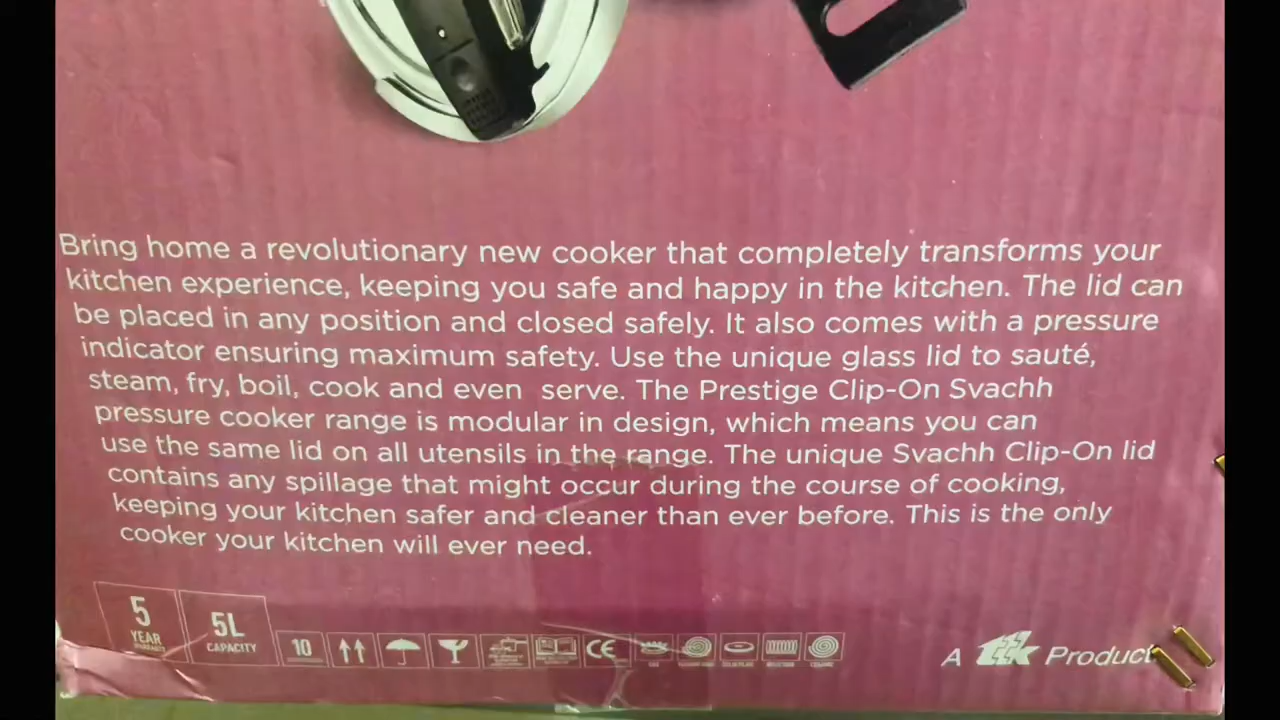 Bring home a revolutionary new cooker that completely transforms your
kitchen experience, keeping you safe and happy in the kitchen. The lid can
be placed in any position and closed safely. It also comes with a pressure
indicator ensuring maximum safety. Use the unique glass lid to sauté,
steam, fry, boil, cook and even serve. The Prestige Clip-On Svachh
pressure cooker range is modular in design, which means you can
use the same lid on all utensils in the range. The unique Svachh Clip-On lid
contains any spillage that might occur during the course of cooking,
keeping your kitchen safer and cleaner than ever before. This is the only
cooker your kitchen will ever need.
5
YEAR
5L
CAPACITY
10
CE
A ttk Product